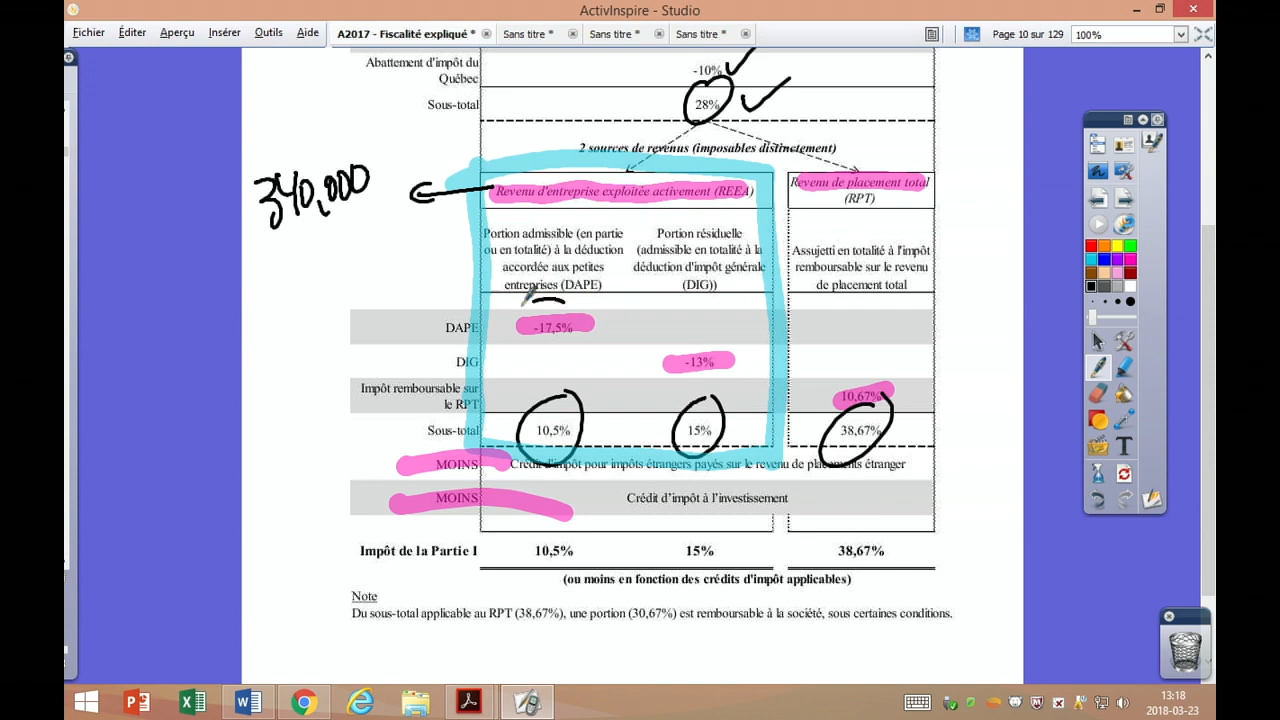 ActivInspire - Studio
Fichier Éditer Aperçu Insérer Outils Aide
A2017 - Fiscalité expliqué * Sans titre * Sans titre * Sans titre *
Page 10 sur 129 100%
Abattement d'impôt du
Québec
-10%
Sous-total 28%
2 sources de revenus (imposables distinctement)
340,000
Revenu d'entreprise exploitée activement (REEA)
Revenu de placement total
(RPT)
Portion admissible (en partie
ou en totalité) à la déduction
accordée aux petites
entreprises (DAPE)
Portion résiduelle
(admissible en totalité à la
déduction d'impôt générale
(DIG))
Assujetti en totalité à l'impôt
remboursable sur le revenu
de placement total
DAPE -17,5%
DIG -13%
Impôt remboursable sur
le RPT
10,67%
Sous-total 10,5% 15% 38,67%
MOINS Crédit d'impôt pour impôts étrangers payés sur le revenu de placements étranger
MOINS Crédit d'impôt à l'investissement
Impôt de la Partie I 10,5% 15% 38,67%
(ou moins en fonction des crédits d'impôt applicables)
Note
Du sous-total applicable au RPT (38,67%), une portion (30,67%) est remboursable à la société, sous certaines conditions.
13:18
2018-03-23